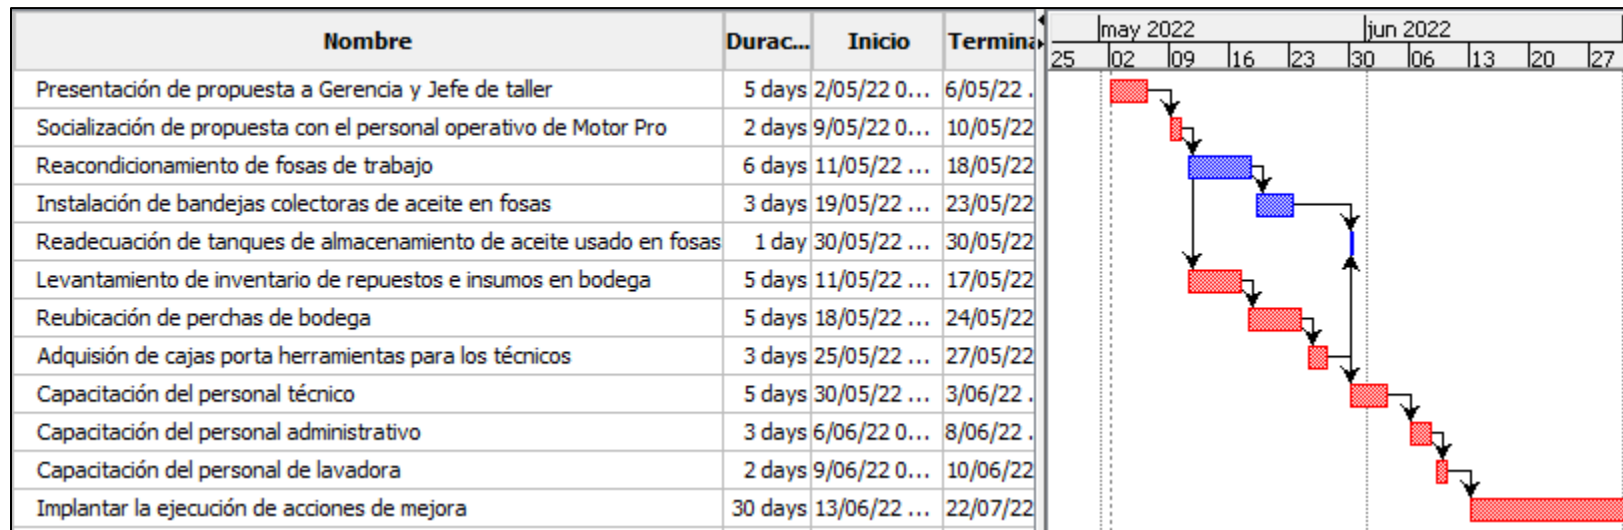 Nombre Durac... Inicio Termina
may 2022 jun 2022
25 02 09 16 23 30 06 13 20 27
Presentación de propuesta a Gerencia y Jefe de taller 5 days 2/05/22 0... 6/05/22 .
Socialización de propuesta con el personal operativo de Motor Pro 2 days 9/05/22 0... 10/05/22
Reacondicionamiento de fosas de trabajo 6 days 11/05/22 ... 18/05/22
Instalación de bandejas colectoras de aceite en fosas 3 days 19/05/22 ... 23/05/22
Readecuación de tanques de almacenamiento de aceite usado en fosas 1 day 30/05/22 ... 30/05/22
Levantamiento de inventario de repuestos e insumos en bodega 5 days 11/05/22 ... 17/05/22
Reubicación de perchas de bodega 5 days 18/05/22 ... 24/05/22
Adquisión de cajas porta herramientas para los técnicos 3 days 25/05/22 ... 27/05/22
Capacitación del personal técnico 5 days 30/05/22 ... 3/06/22 .
Capacitación del personal administrativo 3 days 6/06/22 0... 8/06/22 .
Capacitación del personal de lavadora 2 days 9/06/22 0... 10/06/22
Implantar la ejecución de acciones de mejora 30 days 13/06/22 ... 22/07/22